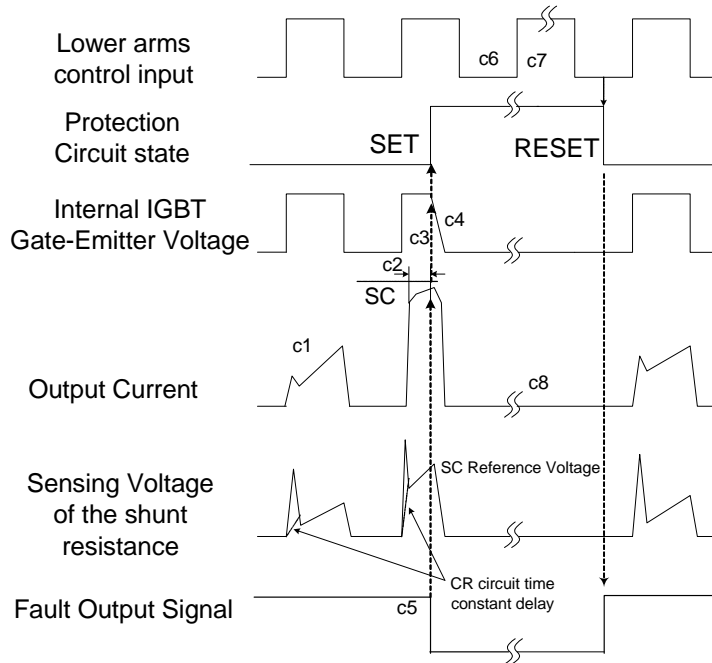 Lower arms
control input
c6
c7
Protection
Circuit state
SET
RESET
Internal IGBT
Gate-Emitter Voltage
c4
c3
c2
SC
c1
Output Current
c8
Sensing Voltage
of the shunt
resistance
SC Reference Voltage
CR circuit time
constant delay
Fault Output Signal
c5